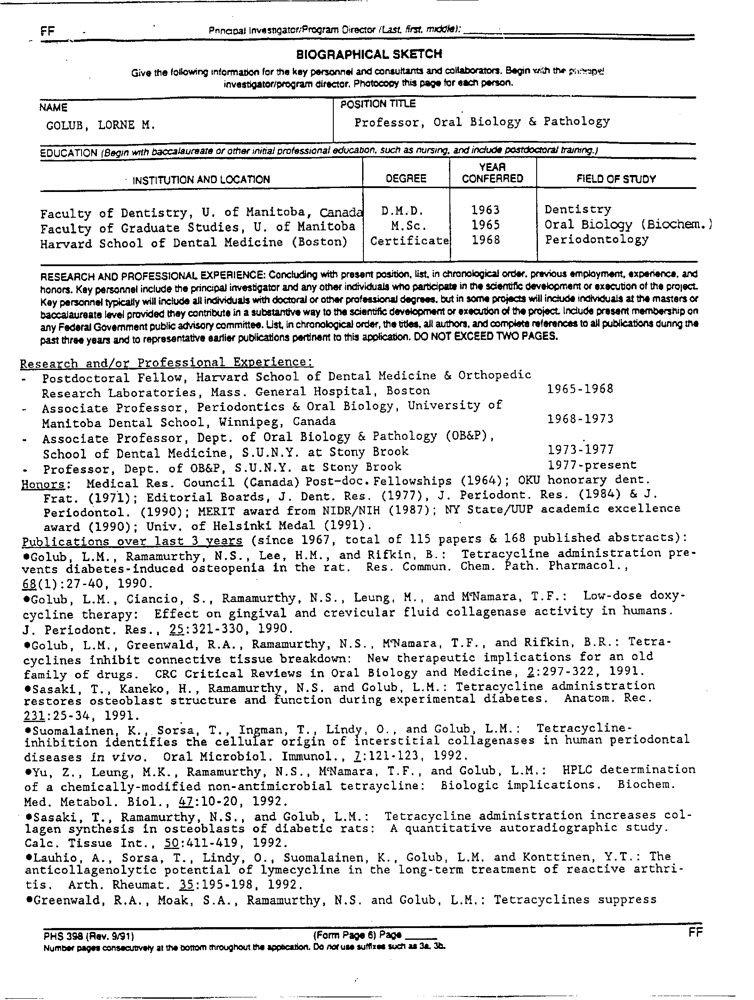 FF
Principal Investigator/Program Director (Last, first, middle):
BIOGRAPHICAL SKETCH
Give the following information for the key personnel and consultants and collaborators. Begin with the principal
investigator/program director. Photocopy this page for each person.
NAME
POSITION TITLE
GOLUB, LORNE M.
Professor, Oral Biology & Pathology
EDUCATION (Begin with baccalaureate or other initial professional education, such as nursing, and include postdoctoral training.)
INSTITUTION AND LOCATION DEGREE YEAR CONFERRED FIELD OF STUDY
Faculty of Dentistry, U. of Manitoba, Canada D.M.D. 1963 Dentistry
Faculty of Graduate Studies, U. of Manitoba M.Sc. 1965 Oral Biology (Biochem.)
Harvard School of Dental Medicine (Boston) Certificate 1968 Periodontology
RESEARCH AND PROFESSIONAL EXPERIENCE: Concluding with present position, list, in chronological order, previous employment, experience, and
honors. Key personnel include the principal investigator and any other individuals who participate in the scientific development or execution of the project.
Key personnel typically will include all individuals with doctoral or other professional degrees, but in some projects will include individuals at the masters or
baccalaureate level provided they contribute in a substantive way to the scientific development or execution of the project. Include present membership on
any Federal Government public advisory committee. List, in chronological order, the titles, all authors, and complete references to all publications during the
past three years and to representative earlier publications pertinent to this application. DO NOT EXCEED TWO PAGES.
Research and/or Professional Experience:
- Postdoctoral Fellow, Harvard School of Dental Medicine & Orthopedic
Research Laboratories, Mass. General Hospital, Boston 1965-1968
- Associate Professor, Periodontics & Oral Biology, University of
Manitoba Dental School, Winnipeg, Canada 1968-1973
- Associate Professor, Dept. of Oral Biology & Pathology (OB&P),
School of Dental Medicine, S.U.N.Y. at Stony Brook 1973-1977
- Professor, Dept. of OB&P, S.U.N.Y. at Stony Brook 1977-present
Honors: Medical Res. Council (Canada) Post-doc. Fellowships (1964); OKU honorary dent.
Frat. (1971); Editorial Boards, J. Dent. Res. (1977), J. Periodont. Res. (1984) & J.
Periodontol. (1990); MERIT award from NIDR/NIH (1987); NY State/UUP academic excellence
award (1990); Univ. of Helsinki Medal (1991).
Publications over last 3 years (since 1967, total of 115 papers & 168 published abstracts):
●Golub, L.M., Ramamurthy, N.S., Lee, H.M., and Rifkin, B.: Tetracycline administration pre-
vents diabetes-induced osteopenia in the rat. Res. Commun. Chem. Path. Pharmacol.,
68(1):27-40, 1990.
●Golub, L.M., Ciancio, S., Ramamurthy, N.S., Leung, M., and McNamara, T.F.: Low-dose doxy-
cycline therapy: Effect on gingival and crevicular fluid collagenase activity in humans.
J. Periodont. Res., 25:321-330, 1990.
●Golub, L.M., Greenwald, R.A., Ramamurthy, N.S., McNamara, T.F., and Rifkin, B.R.: Tetra-
cyclines inhibit connective tissue breakdown: New therapeutic implications for an old
family of drugs. CRC Critical Reviews in Oral Biology and Medicine, 2:297-322, 1991.
●Sasaki, T., Kaneko, H., Ramamurthy, N.S. and Golub, L.M.: Tetracycline administration
restores osteoblast structure and function during experimental diabetes. Anatom. Rec.
231:25-34, 1991.
●Suomalainen, K., Sorsa, T., Ingman, T., Lindy, O., and Golub, L.M.: Tetracycline-
inhibition identifies the cellular origin of interstitial collagenases in human periodontal
diseases in vivo. Oral Microbiol. Immunol., 7:121-123, 1992.
●Yu, Z., Leung, M.K., Ramamurthy, N.S., McNamara, T.F., and Golub, L.M.: HPLC determination
of a chemically-modified non-antimicrobial tetraycline: Biologic implications. Biochem.
Med. Metabol. Biol., 47:10-20, 1992.
●Sasaki, T., Ramamurthy, N.S., and Golub, L.M.: Tetracycline administration increases col-
lagen synthesis in osteoblasts of diabetic rats: A quantitative autoradiographic study.
Calc. Tissue Int., 50:411-419, 1992.
●Lauhio, A., Sorsa, T., Lindy, O., Suomalainen, K., Golub, L.M. and Konttinen, Y.T.: The
anticollagenolytic potential of lymecycline in the long-term treatment of reactive arthri-
tis. Arth. Rheumat. 35:195-198, 1992.
●Greenwald, R.A., Moak, S.A., Ramamurthy, N.S. and Golub, L.M.: Tetracyclines suppress
PHS 398 (Rev. 9/91) (Form Page 6) Page FF
Number pages consecutively at the bottom throughout the application. Do not use suffixes such as 3a, 3b.